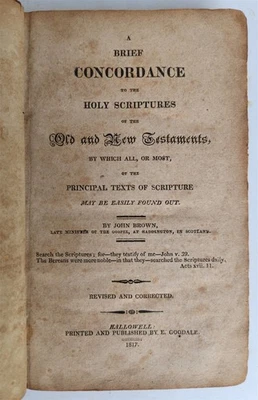 A
BRIEF
CONCORDANCE
TO THE
HOLY SCRIPTURES
OF THE
Old and New Testaments,
BY WHICH ALL, OR MOST,
OF THE
PRINCIPAL TEXTS OF SCRIPTURE
MAY BE EASILY FOUND OUT.
BY JOHN BROWN,
LATE MINISTER OF THE GOSPEL, AT HADDINGTON, IN SCOTLAND.
Search the Scriptures; for—they testify of me—John v. 39.
The Bereans were more noble—in that they—searched the Scriptures daily.
Acts xvii. 11.
REVISED AND CORRECTED.
HALLOWELL:
PRINTED AND PUBLISHED BY E. GOODALE.
1817.